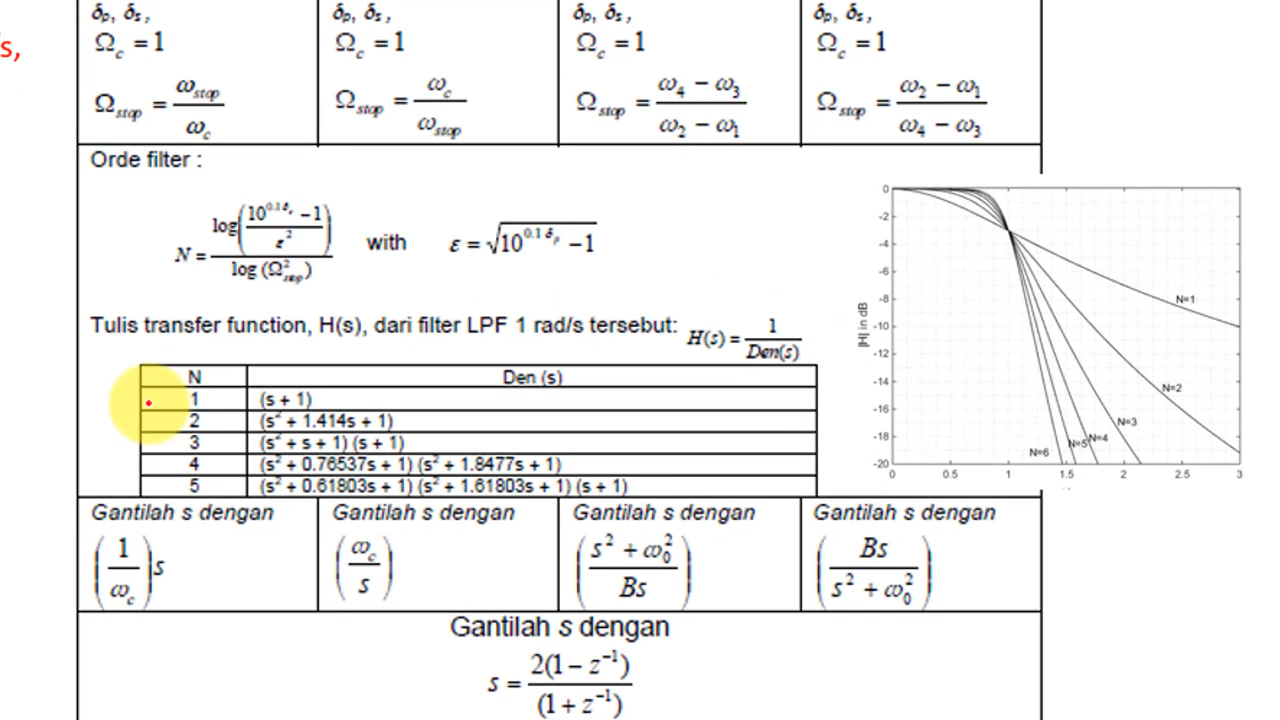 s,
δp, δs ,
Ωc = 1
Ωstop = ωstop / ωc
δp, δs ,
Ωc = 1
Ωstop = ωc / ωstop
δp, δs ,
Ωc = 1
Ωstop = (ω4 − ω3) / (ω2 − ω1)
δp, δs ,
Ωc = 1
Ωstop = (ω2 − ω1) / (ω4 − ω3)
Orde filter :
N = log((10^0.1δs − 1) / ε²) / log (Ω²stop) with ε = √(10^0.1δp − 1)
Tulis transfer function, H(s), dari filter LPF 1 rad/s tersebut: H(s) = 1 / Den(s)
N Den (s)
1 (s + 1)
2 (s² + 1.414s + 1)
3 (s² + s + 1) (s + 1)
4 (s² + 0.76537s + 1) (s² + 1.8477s + 1)
5 (s² + 0.61803s + 1) (s² + 1.61803s + 1) (s + 1)
|H| in dB
0
-2
-4
-6
-8
-10
-12
-14
-16
-18
-20
0 0.5 1 1.5 2 2.5 3
N=1
N=2
N=3
N=4
N=5
N=6
Gantilah s dengan
(1 / ωc) s
Gantilah s dengan
(ωc / s)
Gantilah s dengan
((s² + ω0²) / Bs)
Gantilah s dengan
(Bs / (s² + ω0²))
Gantilah s dengan
s = 2(1 − z⁻¹) / (1 + z⁻¹)